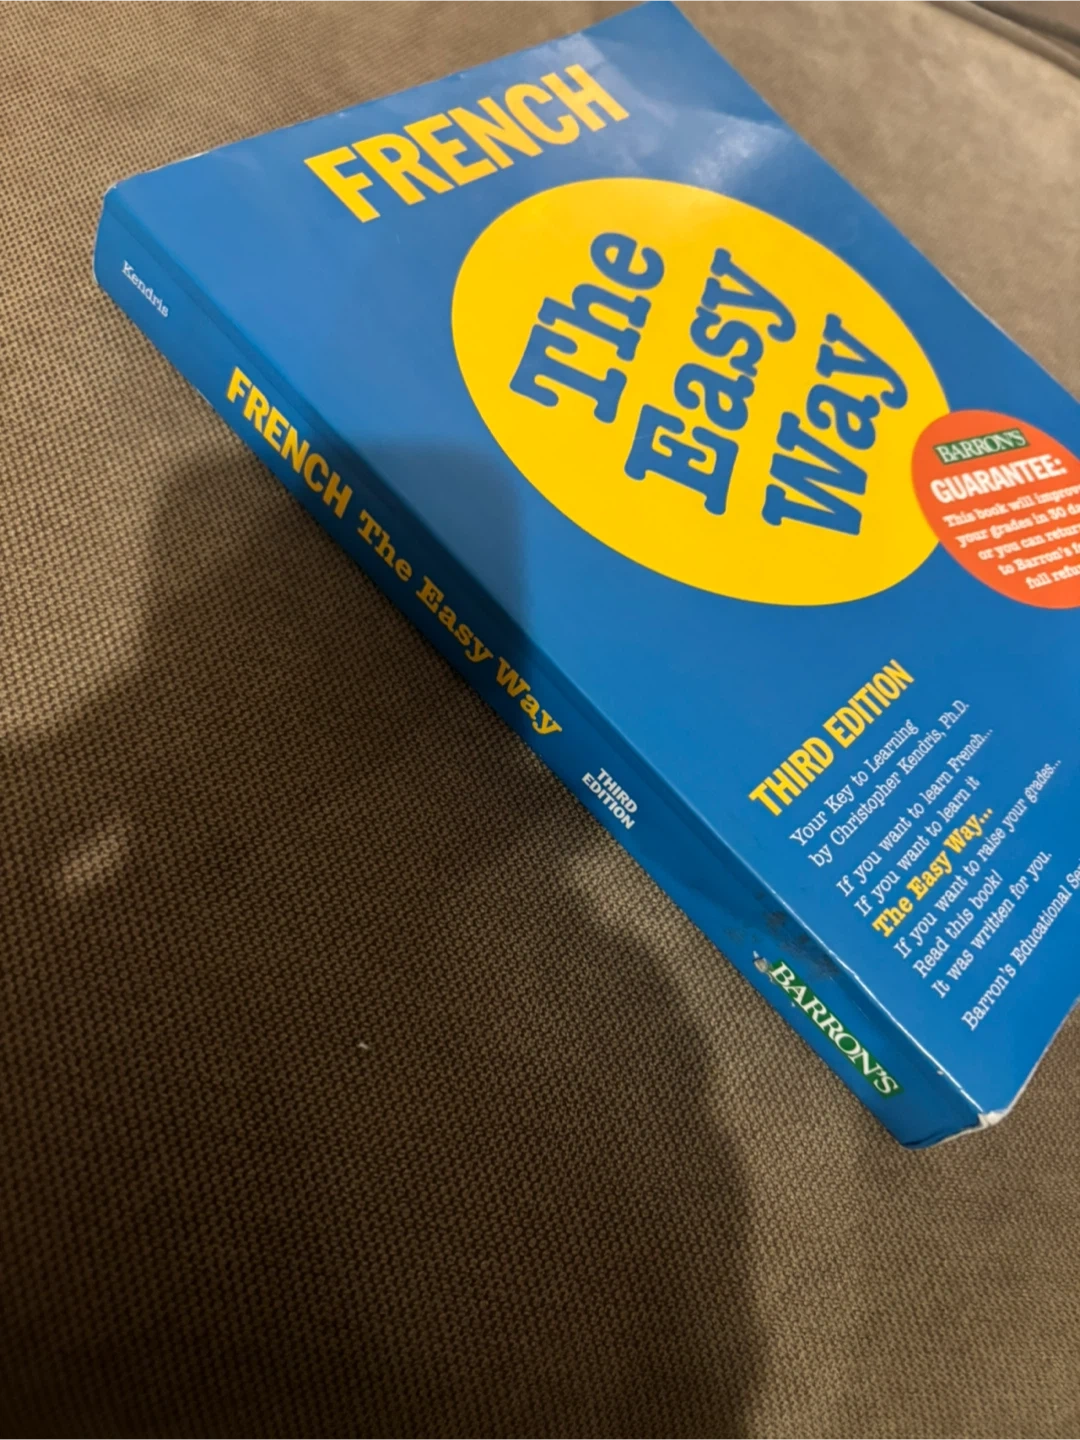 FRENCH
The
Easy
Way
BARRON'S
GUARANTEE:
This book will
your grades in 30
or you can
to Barron's
full
THIRD EDITION
Your Key to Learning
by Christopher Kendris, Ph.D.
If you want to learn French...
If you want to learn it
The Easy Way...
If you want to raise your grades...
Read this book!
It was written for you.
Barron's Educational
Kendris
FRENCH The Easy Way
THIRD
EDITION
BARRON'S